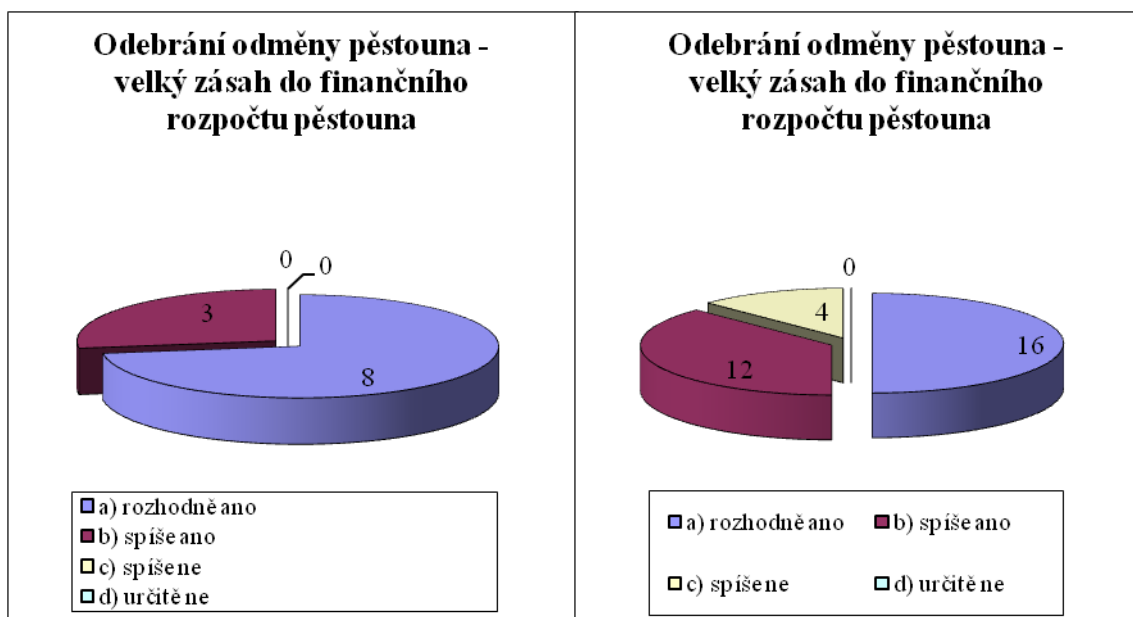 Odebrání odměny pěstouna -
velký zásah do finančního
rozpočtu pěstouna
0
0
3
8
a) rozhodně ano
b) spíše ano
c) spíše ne
d) určitě ne
Odebrání odměny pěstouna -
velký zásah do finančního
rozpočtu pěstouna
0
4
16
12
a) rozhodně ano
b) spíše ano
c) spíše ne
d) určitě ne